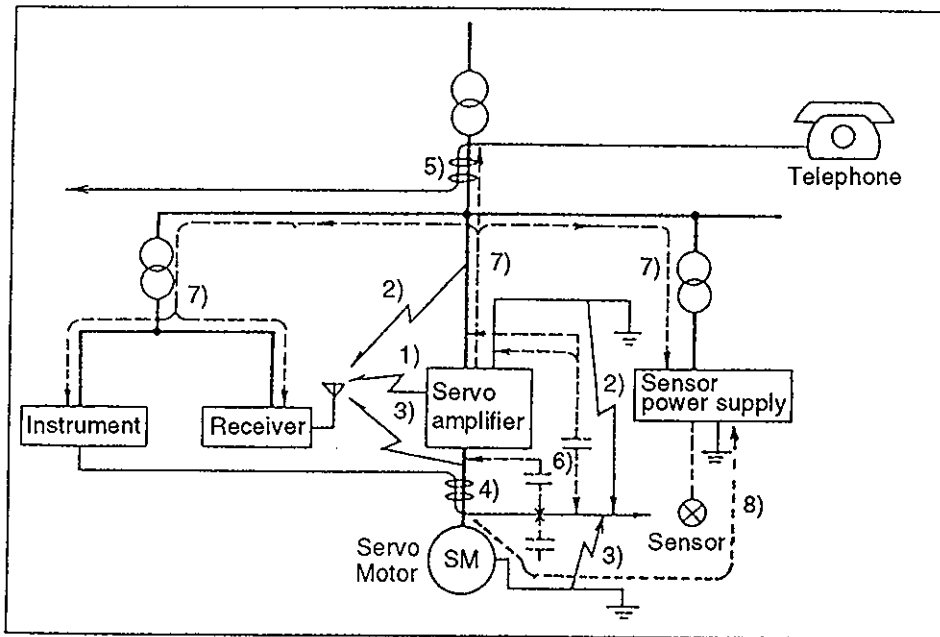 5)
Telephone
7)
7)
7)
2)
1)
2)
3)
Servo
amplifier
Sensor
power supply
Instrument
Receiver
6)
4)
8)
Sensor
3)
Servo
Motor
SM